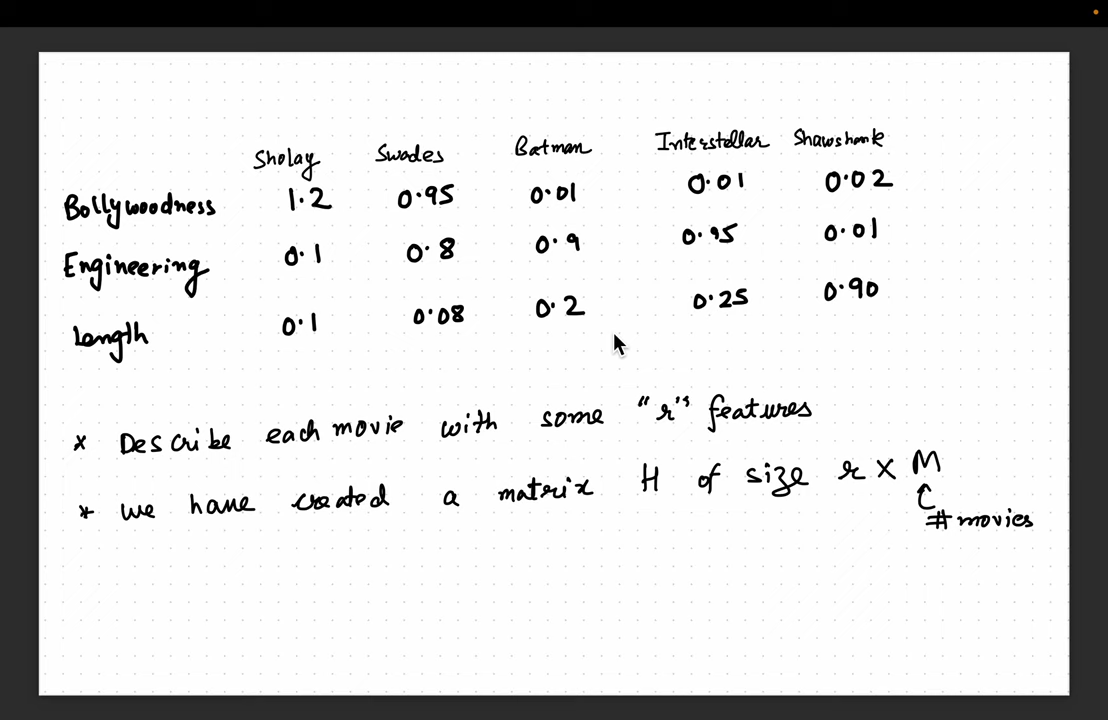 Sholay Swades Batman Interstellar Shawshank
Bollywoodness 1.2 0.95 0.01 0.01 0.02
Engineering 0.1 0.8 0.9 0.95 0.01
Length 0.1 0.08 0.2 0.25 0.90
* Describe each movie with some "r" features
* we have created a matrix H of size r × M
# movies